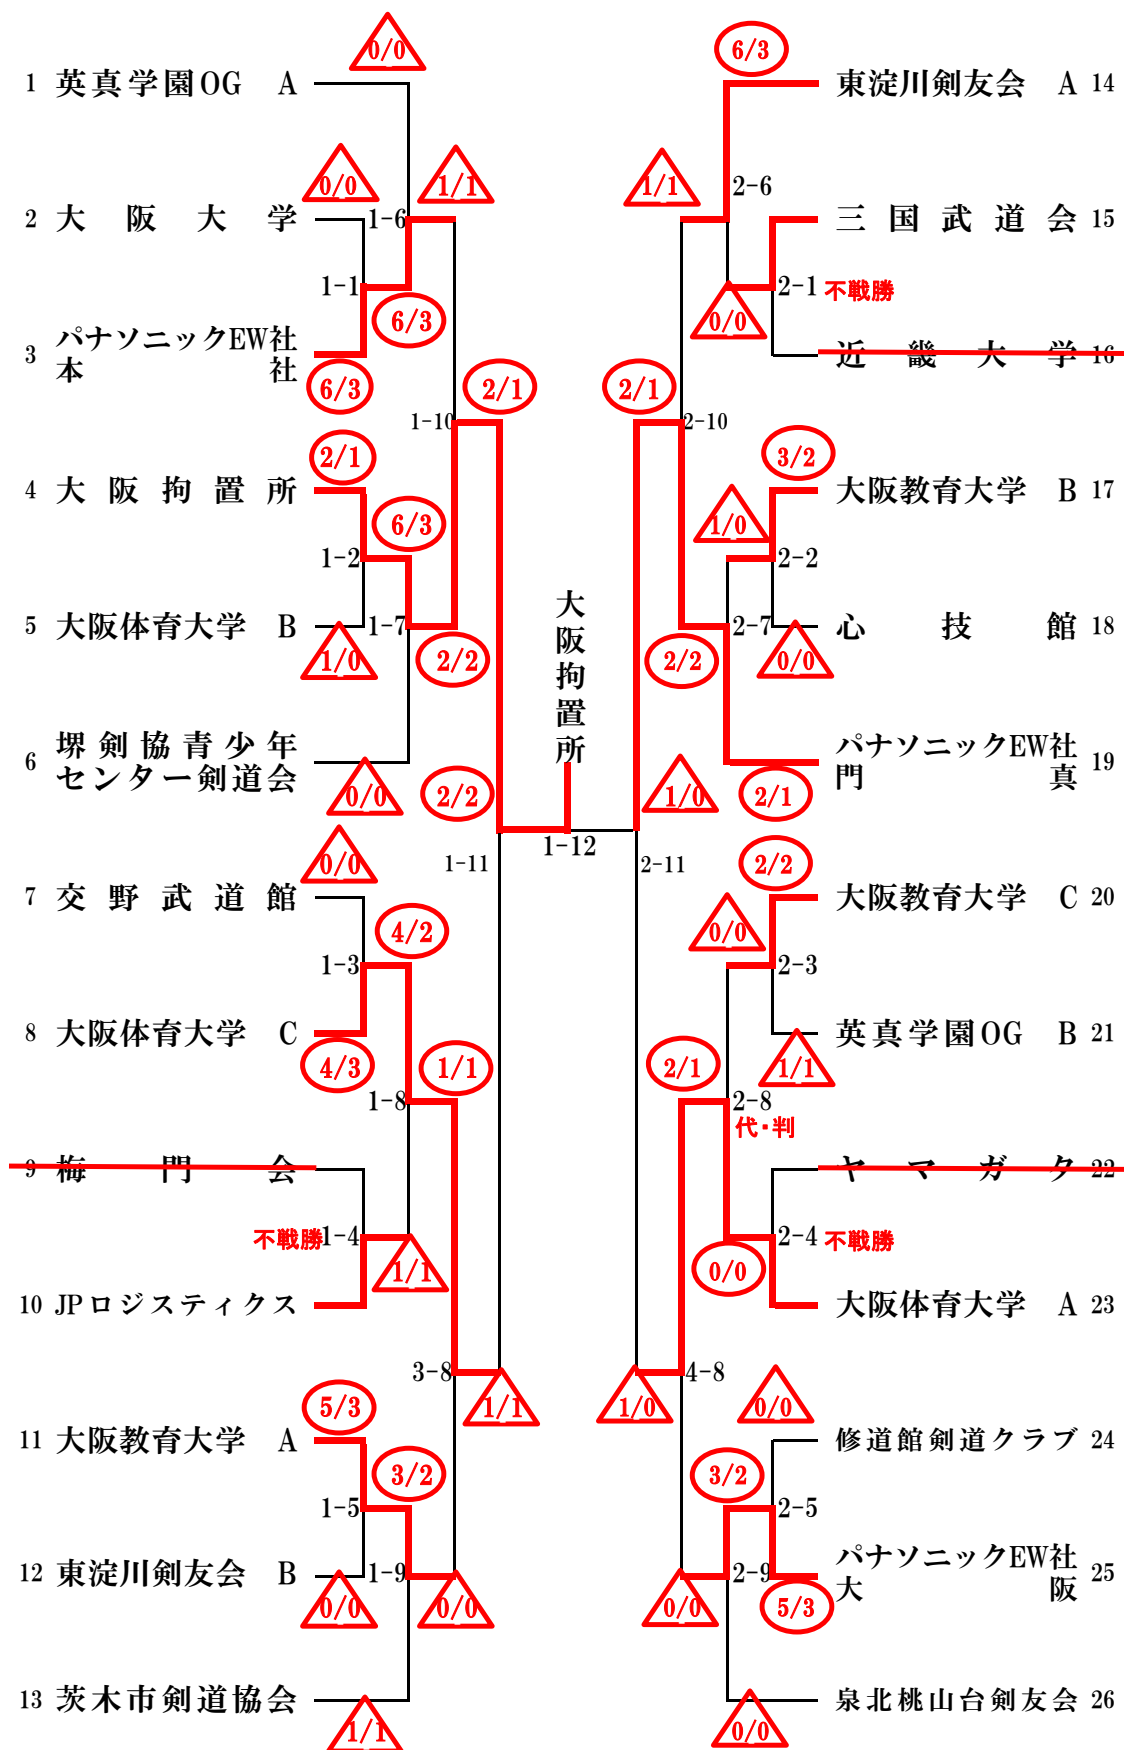 0/0
6/3
1 英真学園OG A
東淀川剣友会 A 14
0/0
1/1
1/1
2-6
2 大阪大学
1-6
三国武道会 15
1-1
2-1 不戦勝
6/3
0/0
3 パナソニックEW社
本社
近畿大学 16
6/3
2/1
2/1
1-10
2-10
2/1
3/2
4 大阪拘置所
大阪教育大学 B 17
6/3
1/0
1-2
2-2
大阪拘置所
5 大阪体育大学 B
1-7
2-7
心技館 18
1/0
2/2
2/2
0/0
6 堺剣協青少年
センター剣道会
パナソニックEW社
門真 19
0/0
2/2
1/0
2/1
1-12
0/0
1-11
2-11
2/2
7 交野武道館
大阪教育大学 C 20
4/2
0/0
1-3
2-3
8 大阪体育大学 C
英真学園OG B 21
4/3
1/1
2/1
1/1
1-8
2-8
代・判
9 梅門会
ヤマガタ 22
不戦勝 1-4
2-4 不戦勝
1/1
0/0
10 JPロジスティクス
大阪体育大学 A 23
3-8
4-8
5/3
1/1
1/0
0/0
11 大阪教育大学 A
修道館剣道クラブ 24
3/2
3/2
1-5
2-5
12 東淀川剣友会 B
1-9
2-9
パナソニックEW社
大阪 25
0/0
0/0
0/0
5/3
13 茨木市剣道協会
泉北桃山台剣友会 26
1/1
0/0